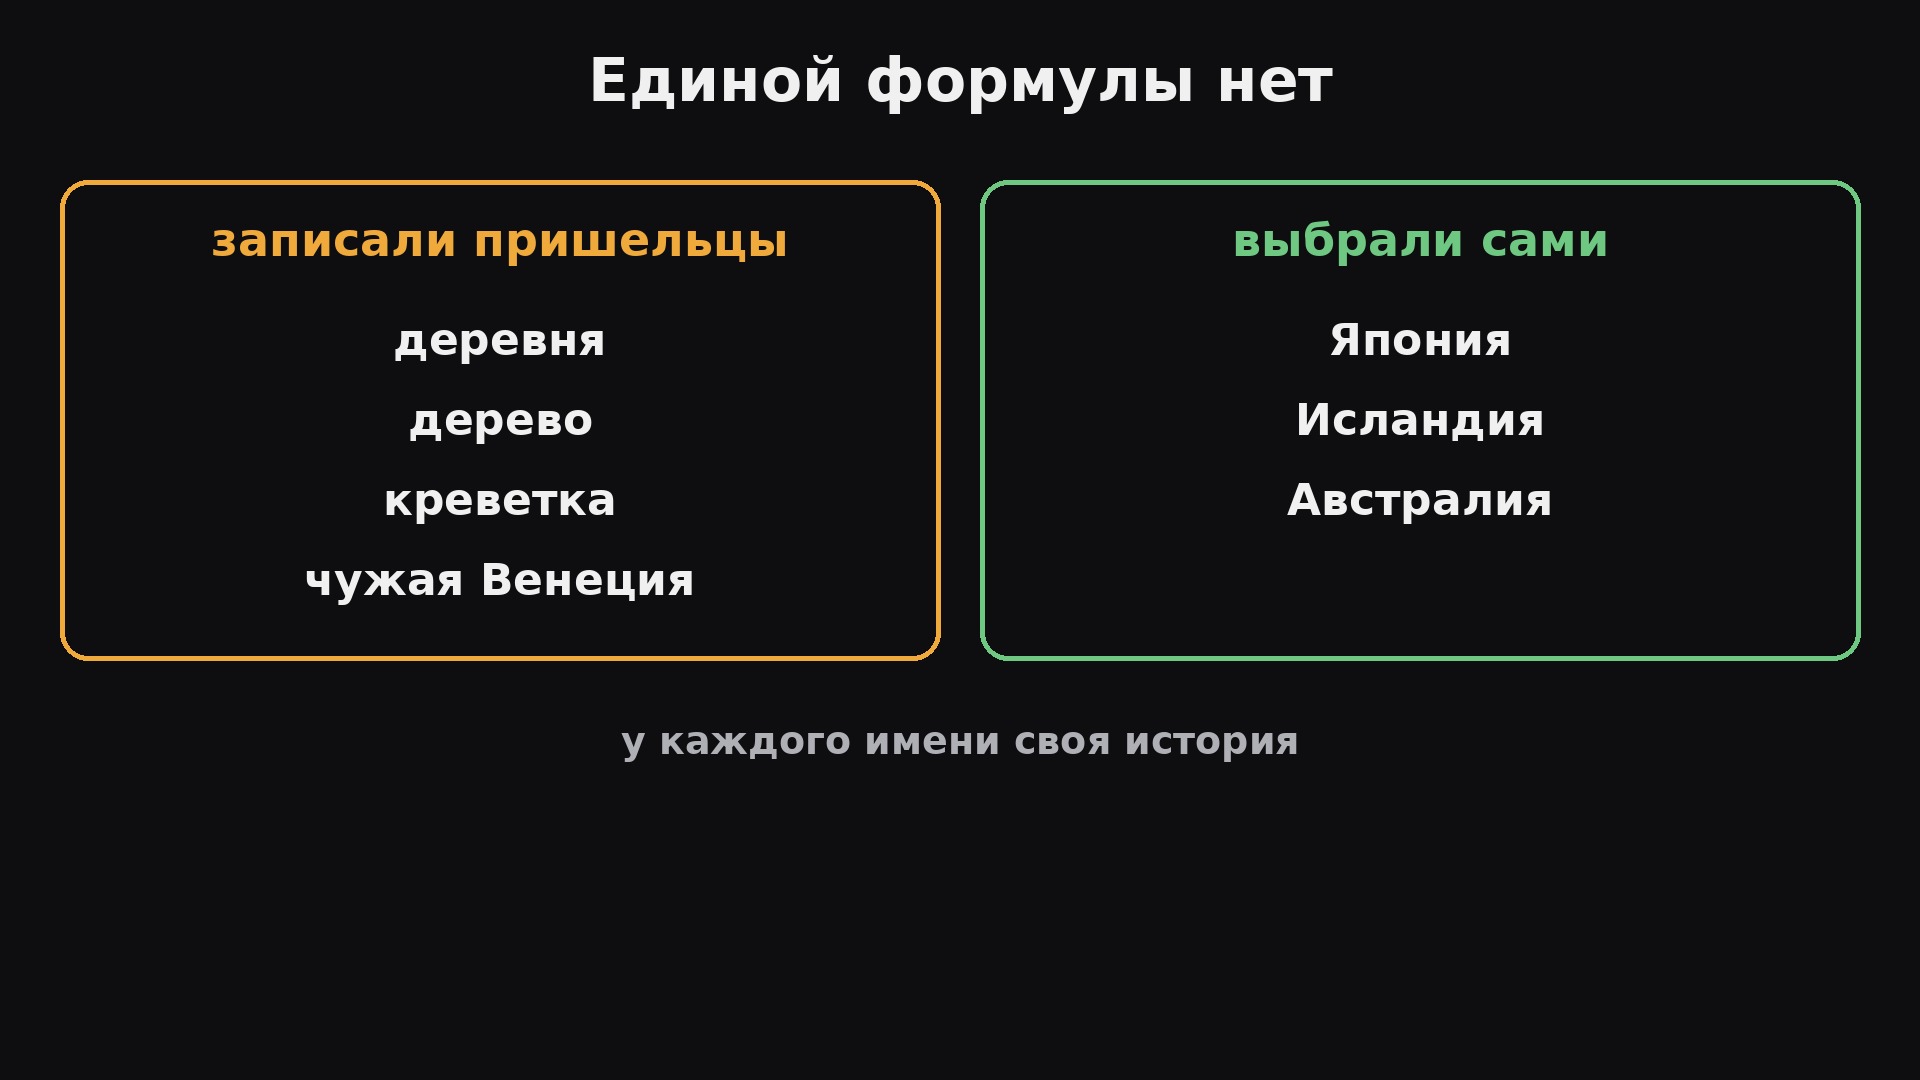 Единой формулы нет
записали пришельцы
деревня
дерево
креветка
чужая Венеция
выбрали сами
Япония
Исландия
Австралия
у каждого имени своя история